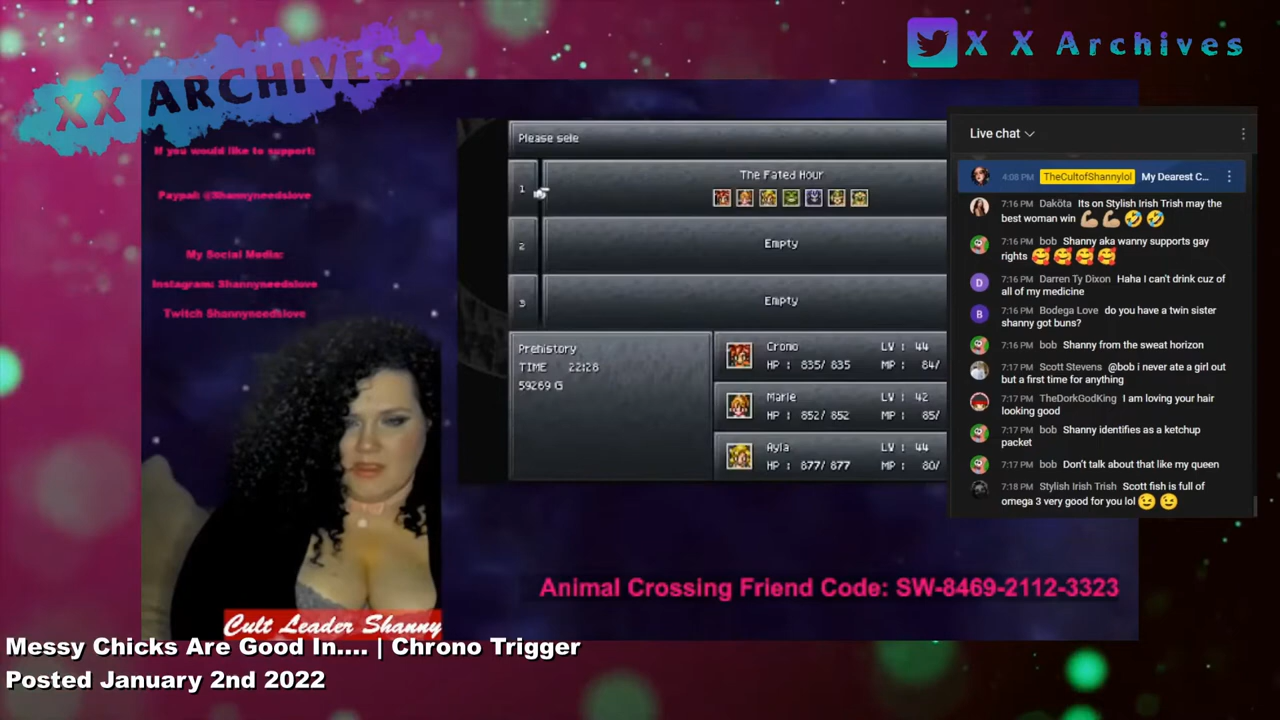 XX ARCHIVES
X X Archives
If you would like to support:
Paypal: @Shannyneedslove
My Social Media:
Instagram: Shannyneedslove
Twitch Shannyneedslove
Please sele
1
The Fated Hour
2
Empty
3
Empty
Prehistory
TIME 22:28
59269 G
Crono LV : 44
HP : 835/ 835 MP : 84/
Marle LV : 42
HP : 852/ 852 MP : 85/
Ayla LV : 44
HP : 877/ 877 MP : 80/
Live chat
4:08 PM TheCultofShannylol My Dearest C...
7:16 PM Daköta Its on Stylish Irish Trish may the
best woman win 💪🏽💪🏽🤣🤣
7:16 PM bob Shanny aka wanny supports gay
rights 🥰🥰🥰🥰
D
7:16 PM Darren Ty Dixon Haha I can't drink cuz of
all of my medicine
B
7:16 PM Bodega Love do you have a twin sister
shanny got buns?
7:16 PM bob Shanny from the sweat horizon
7:17 PM Scott Stevens @bob i never ate a girl out
but a first time for anything
7:17 PM TheDorkGodKing I am loving your hair
looking good
7:17 PM bob Shanny identifies as a ketchup
packet
7:17 PM bob Don't talk about that like my queen
7:18 PM Stylish Irish Trish Scott fish is full of
omega 3 very good for you lol 😉 😉
Animal Crossing Friend Code: SW-8469-2112-3323
Cult Leader Shanny
Messy Chicks Are Good In.... | Chrono Trigger
Posted January 2nd 2022